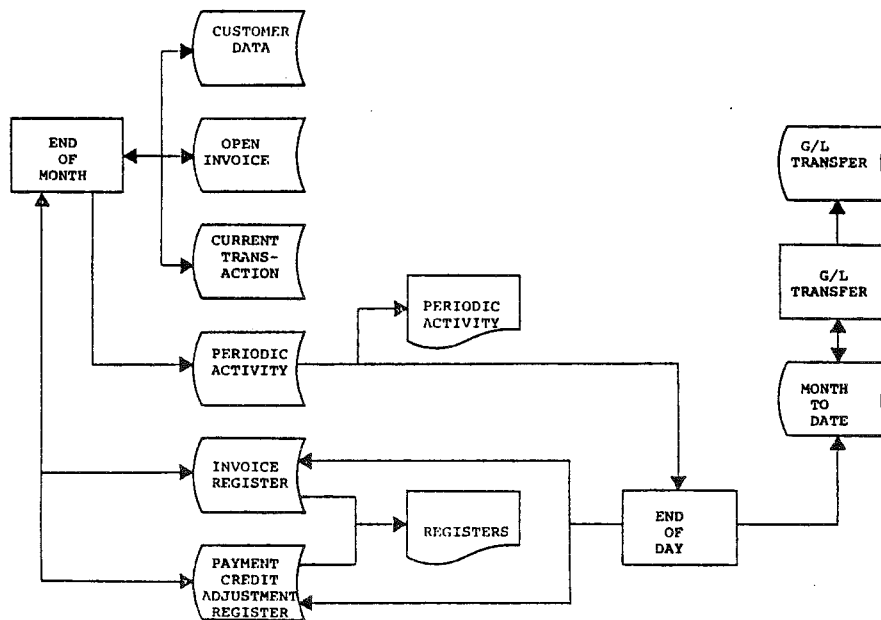 CUSTOMER
DATA
END
OF
MONTH
OPEN
INVOICE
G/L
TRANSFER
CURRENT
TRANS-
ACTION
G/L
TRANSFER
PERIODIC
ACTIVITY
PERIODIC
ACTIVITY
MONTH
TO
DATE
INVOICE
REGISTER
REGISTERS
END
OF
DAY
PAYMENT
CREDIT
ADJUSTMENT
REGISTER